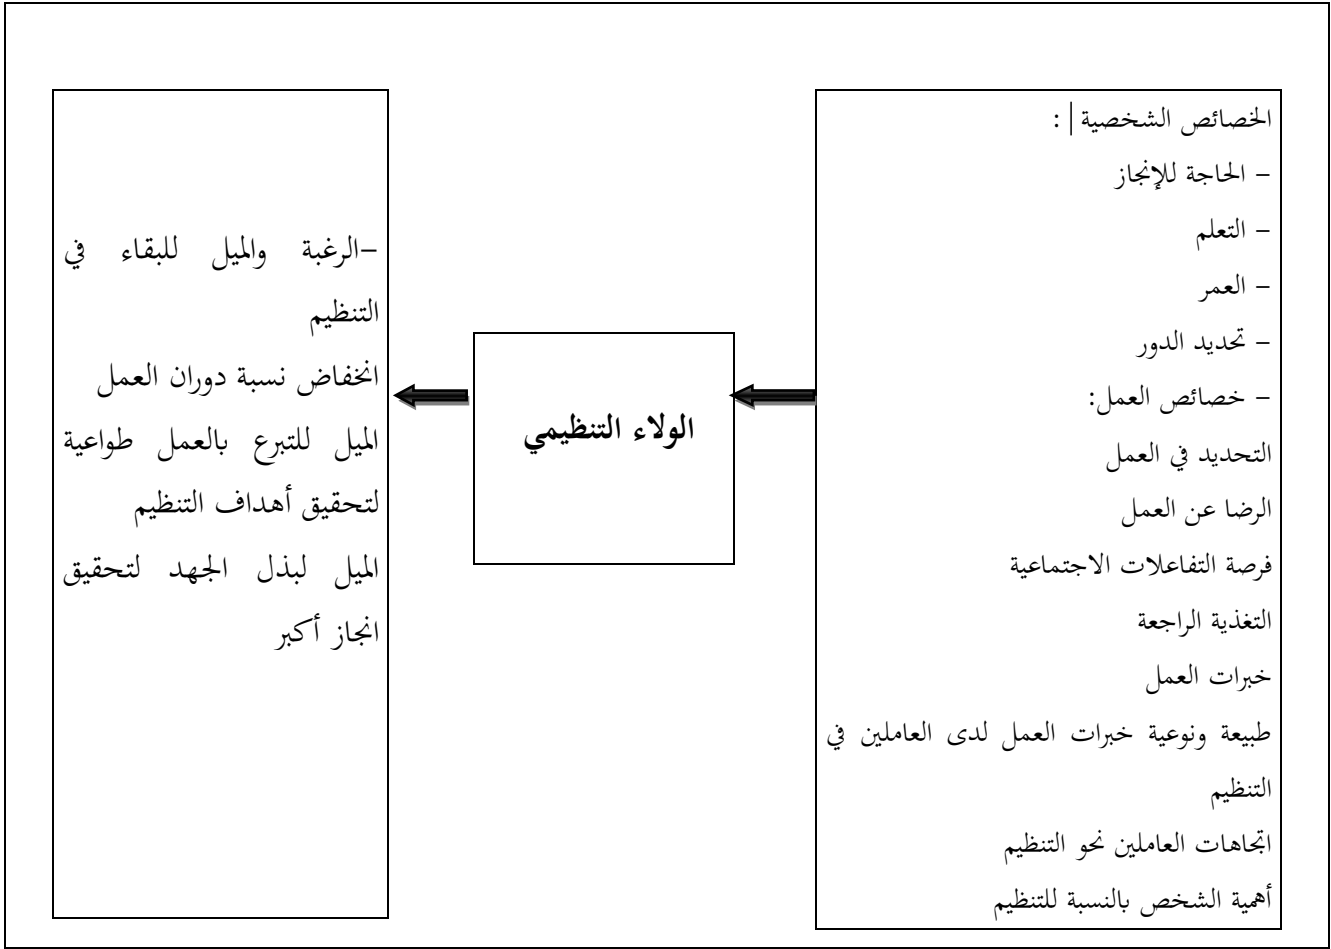 الخصائص الشخصية| :
– الحاجة للإنجاز
– التعلم
– العمر
– تحديد الدور
– خصائص العمل:
التحديد في العمل
الرضا عن العمل
فرصة التفاعلات الاجتماعية
التغذية الراجعة
خبرات العمل
طبيعة ونوعية خبرات العمل لدى العاملين في
التنظيم
اتجاهات العاملين نحو التنظيم
أهمية الشخص بالنسبة للتنظيم
الولاء التنظيمي
–الرغبة والميل للبقاء في
التنظيم
انخفاض نسبة دوران العمل
الميل للتبرع بالعمل طواعية
لتحقيق أهداف التنظيم
الميل لبذل الجهد لتحقيق
انجاز أكبر